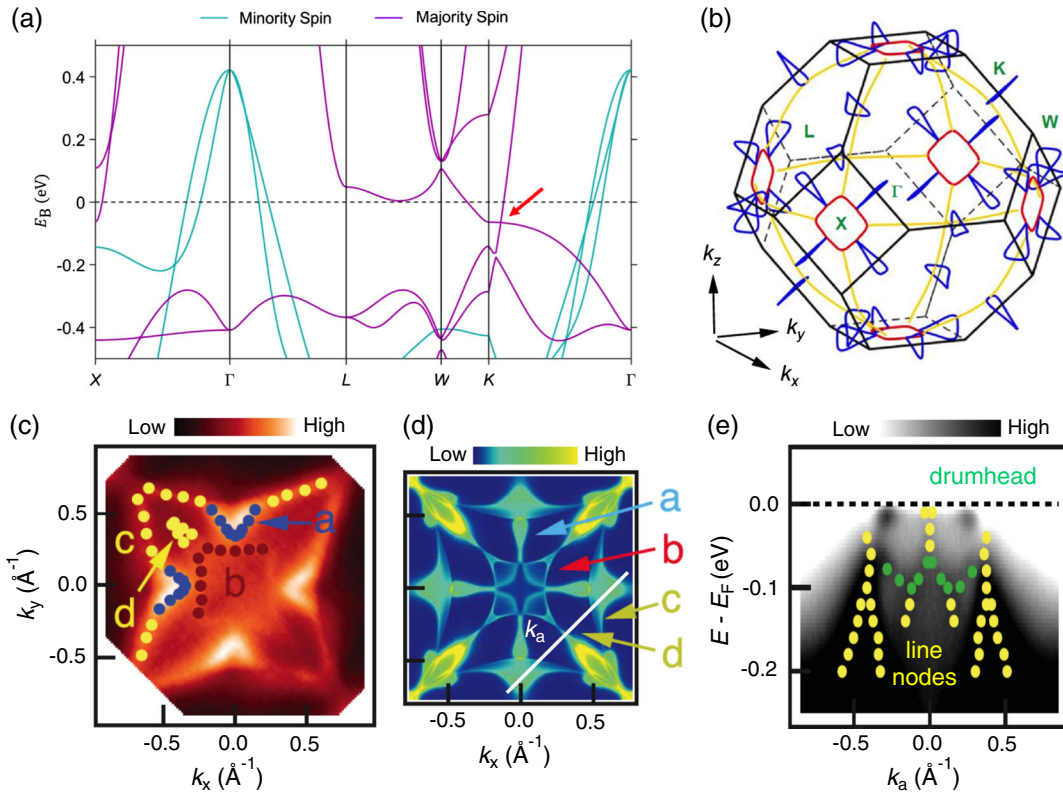 (a)
Minority Spin
Majority Spin
E_B (eV)
0.4
0.2
0
-0.2
-0.4
X
Γ
L
W
K
Γ
(b)
K
W
L
Γ
X
k_z
k_y
k_x
(c)
Low
High
a
b
c
d
k_y (Å⁻¹)
0.5
0.0
-0.5
-0.5
0.0
0.5
k_x (Å⁻¹)
(d)
Low
High
a
b
c
d
k_a
-0.5
0.0
0.5
k_x (Å⁻¹)
(e)
Low
High
drumhead
line
nodes
E - E_F (eV)
0.0
-0.1
-0.2
-0.5
0.0
0.5
k_a (Å⁻¹)